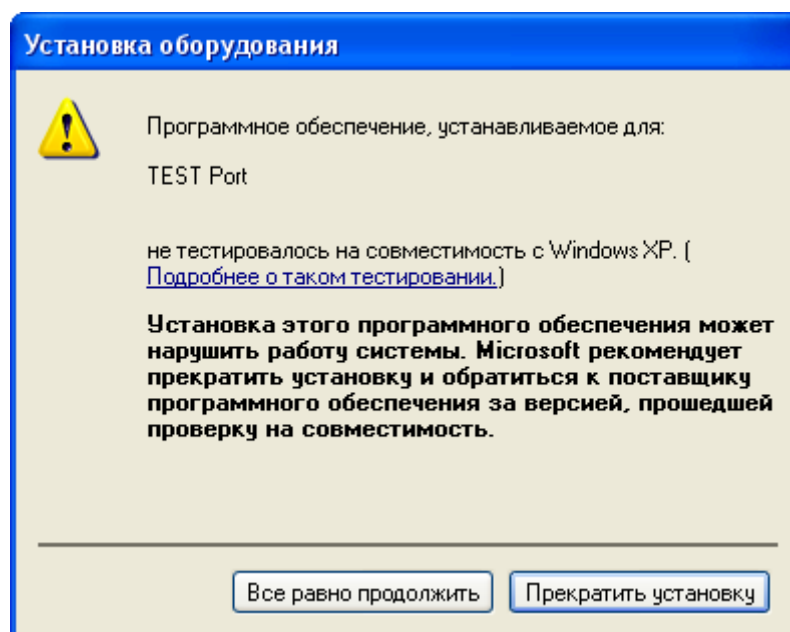 Установка оборудования
Программное обеспечение, устанавливаемое для:
TEST Port
не тестировалось на совместимость с Windows XP. (
Подробнее о таком тестировании.)
Установка этого программного обеспечения может
нарушить работу системы. Microsoft рекомендует
прекратить установку и обратиться к поставщику
программного обеспечения за версией, прошедшей
проверку на совместимость.
Все равно продолжить
Прекратить установку